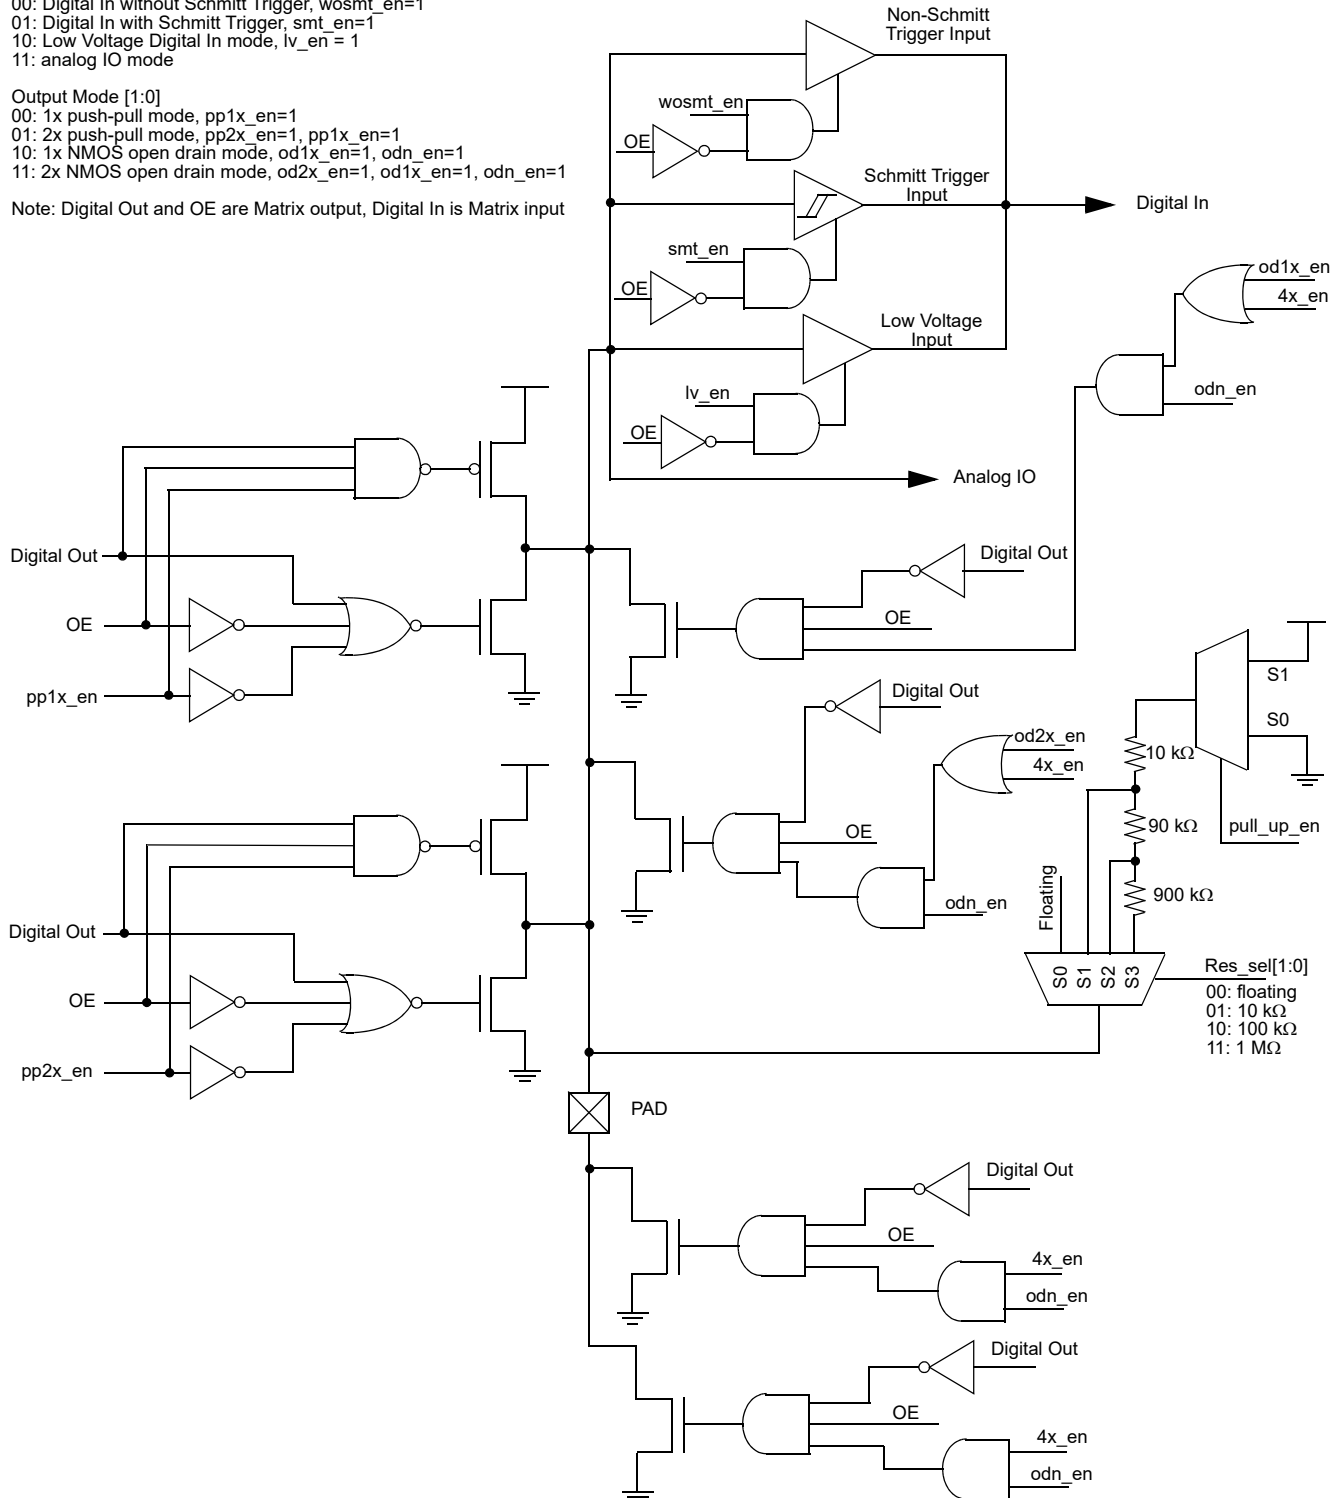 00: Digital In without Schmitt Trigger, wosmt_en=1
01: Digital In with Schmitt Trigger, smt_en=1
10: Low Voltage Digital In mode, lv_en = 1
11: analog IO mode
Output Mode [1:0]
00: 1x push-pull mode, pp1x_en=1
01: 2x push-pull mode, pp2x_en=1, pp1x_en=1
10: 1x NMOS open drain mode, od1x_en=1, odn_en=1
11: 2x NMOS open drain mode, od2x_en=1, od1x_en=1, odn_en=1
Note: Digital Out and OE are Matrix output, Digital In is Matrix input
Non-Schmitt
Trigger Input
wosmt_en
OE
Schmitt Trigger
Input
Digital In
smt_en
OE
od1x_en
4x_en
Low Voltage
Input
lv_en
odn_en
OE
Analog IO
Digital Out
Digital Out
OE
OE
pp1x_en
S1
S0
Digital Out
od2x_en
4x_en
10 kΩ
OE
90 kΩ
pull_up_en
Floating
900 kΩ
odn_en
Digital Out
S0
S1
S2
S3
Res_sel[1:0]
00: floating
01: 10 kΩ
10: 100 kΩ
11: 1 MΩ
OE
pp2x_en
PAD
Digital Out
OE
4x_en
odn_en
Digital Out
OE
4x_en
odn_en